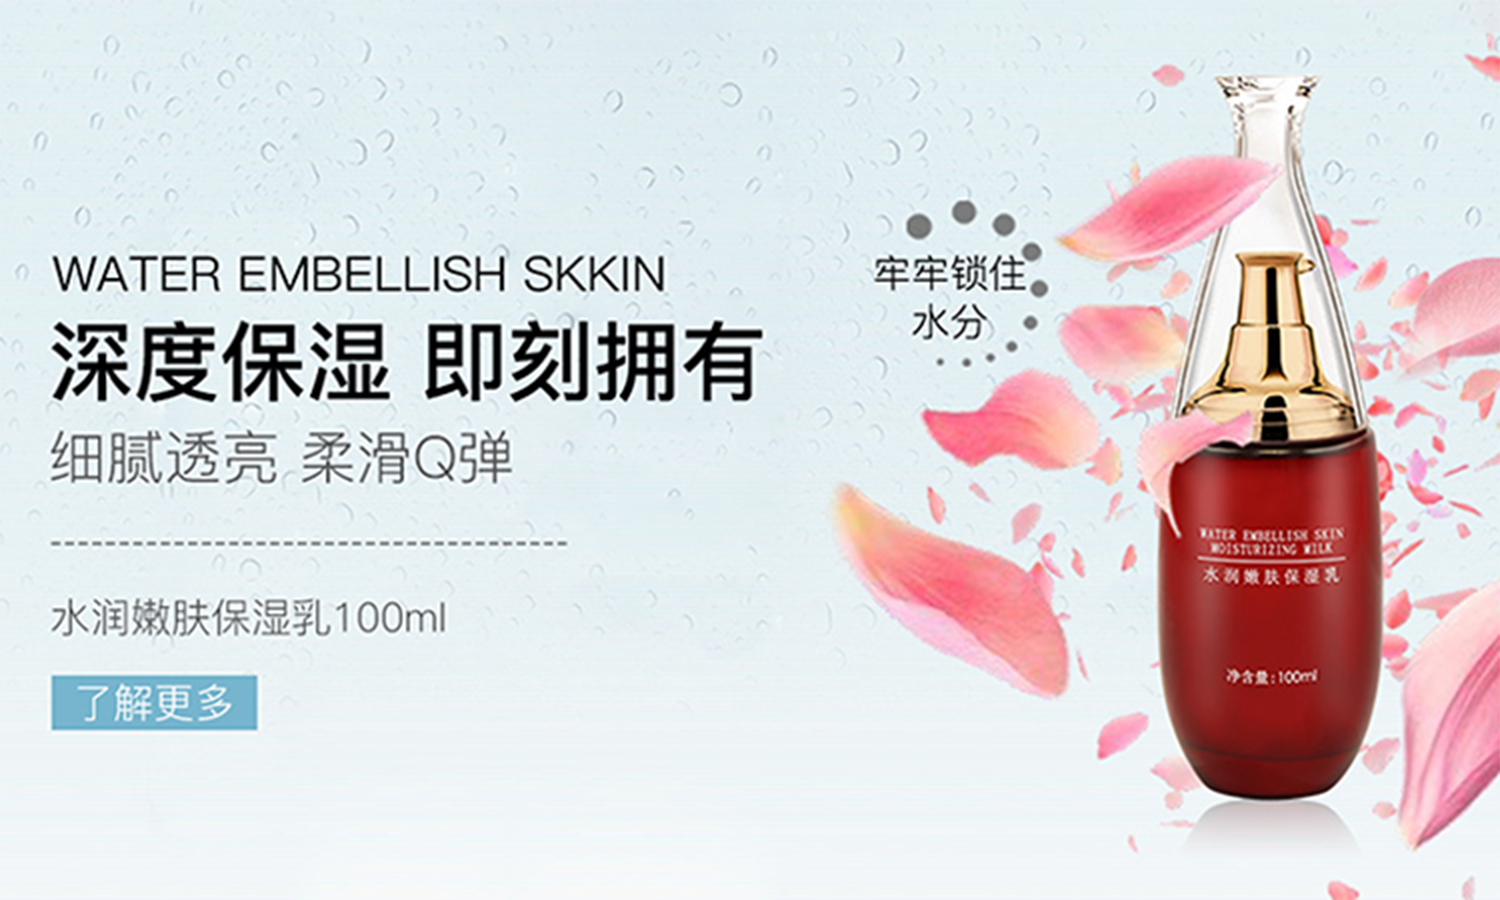 WATER EMBELLISH SKKIN
深度保湿 即刻拥有
细腻透亮 柔滑Q弹
水润嫩肤保湿乳100ml
了解更多
牢牢锁住
水分
WATER EMBELLISH SKIN
MOISTURIZING MILK
水润嫩肤保湿乳
净含量:100ml